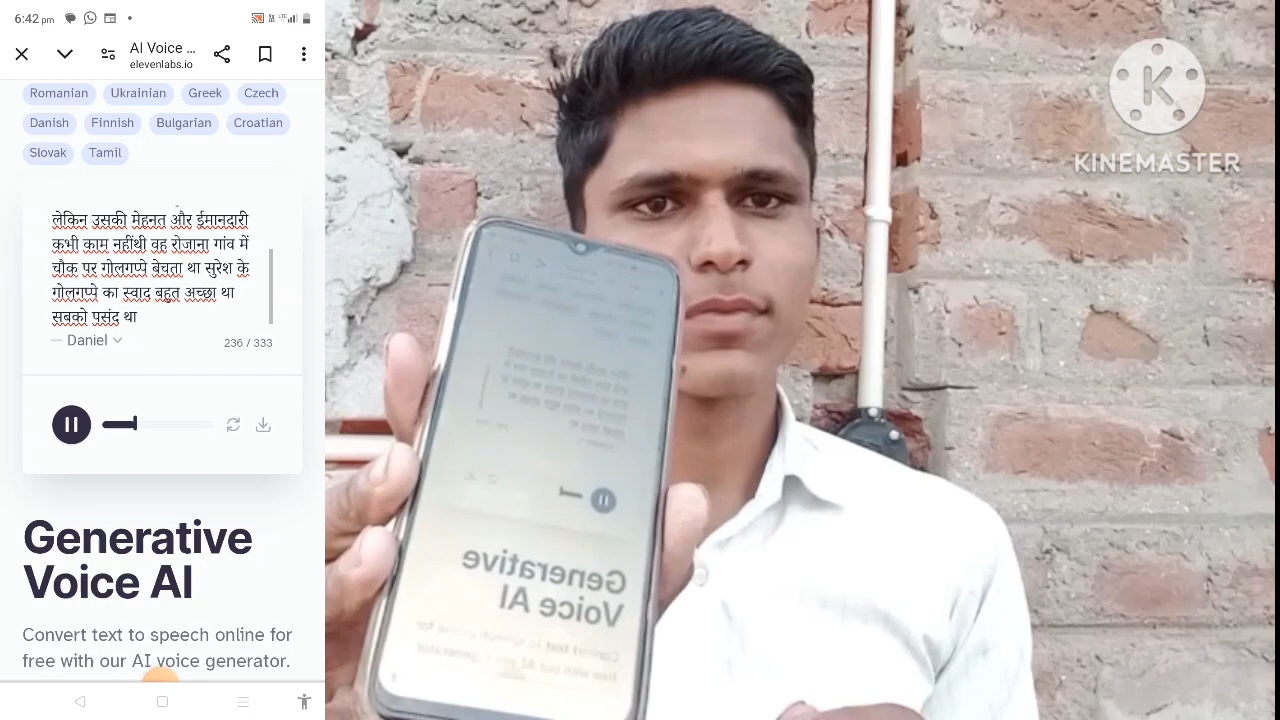 6:42 pm
AI Voice ...
elevenlabs.io
Romanian Ukrainian Greek Czech
Danish Finnish Bulgarian Croatian
Slovak Tamil
लेकिन उसकी मेहनत और ईमानदारी
कभी काम नहींथी वह रोजाना गांव में
चौक पर गोलगप्पे बेचता था सुरेश के
गोलगप्पे का स्वाद बहुत अच्छा था
सबको पसंद था
— Daniel
236 / 333
Generative
Voice AI
Convert text to speech online for
free with our AI voice generator.
K
KINEMASTER
Generative
Voice AI